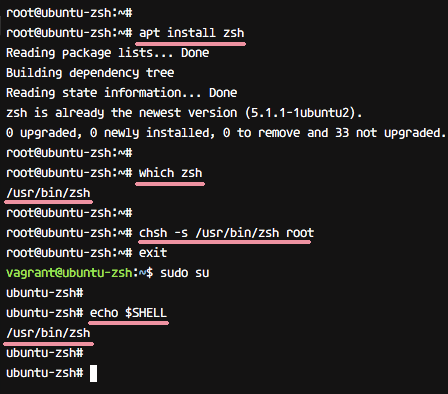 root@ubuntu-zsh:~#
root@ubuntu-zsh:~# apt install zsh
Reading package lists... Done
Building dependency tree
Reading state information... Done
zsh is already the newest version (5.1.1-1ubuntu2).
0 upgraded, 0 newly installed, 0 to remove and 33 not upgraded.
root@ubuntu-zsh:~#
root@ubuntu-zsh:~# which zsh
/usr/bin/zsh
root@ubuntu-zsh:~#
root@ubuntu-zsh:~# chsh -s /usr/bin/zsh root
root@ubuntu-zsh:~# exit
vagrant@ubuntu-zsh:~$ sudo su
ubuntu-zsh#
ubuntu-zsh# echo $SHELL
/usr/bin/zsh
ubuntu-zsh#
ubuntu-zsh#